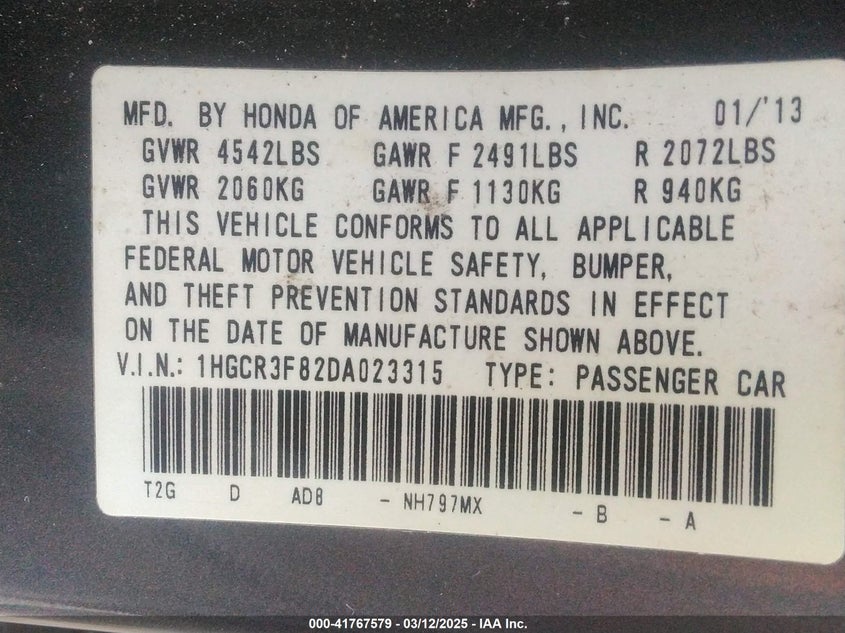 MFD. BY HONDA OF AMERICA MFG., INC. 01/'13
GVWR 4542LBS GAWR F 2491LBS R 2072LBS
GVWR 2060KG GAWR F 1130KG R 940KG
THIS VEHICLE CONFORMS TO ALL APPLICABLE
FEDERAL MOTOR VEHICLE SAFETY, BUMPER,
AND THEFT PREVENTION STANDARDS IN EFFECT
ON THE DATE OF MANUFACTURE SHOWN ABOVE.
V.I.N.: 1HGCR3F82DA023315 TYPE: PASSENGER CAR
T2G D AD8 - NH797MX - B - A
000-41767579 - 03/12/2025 - IAA Inc.